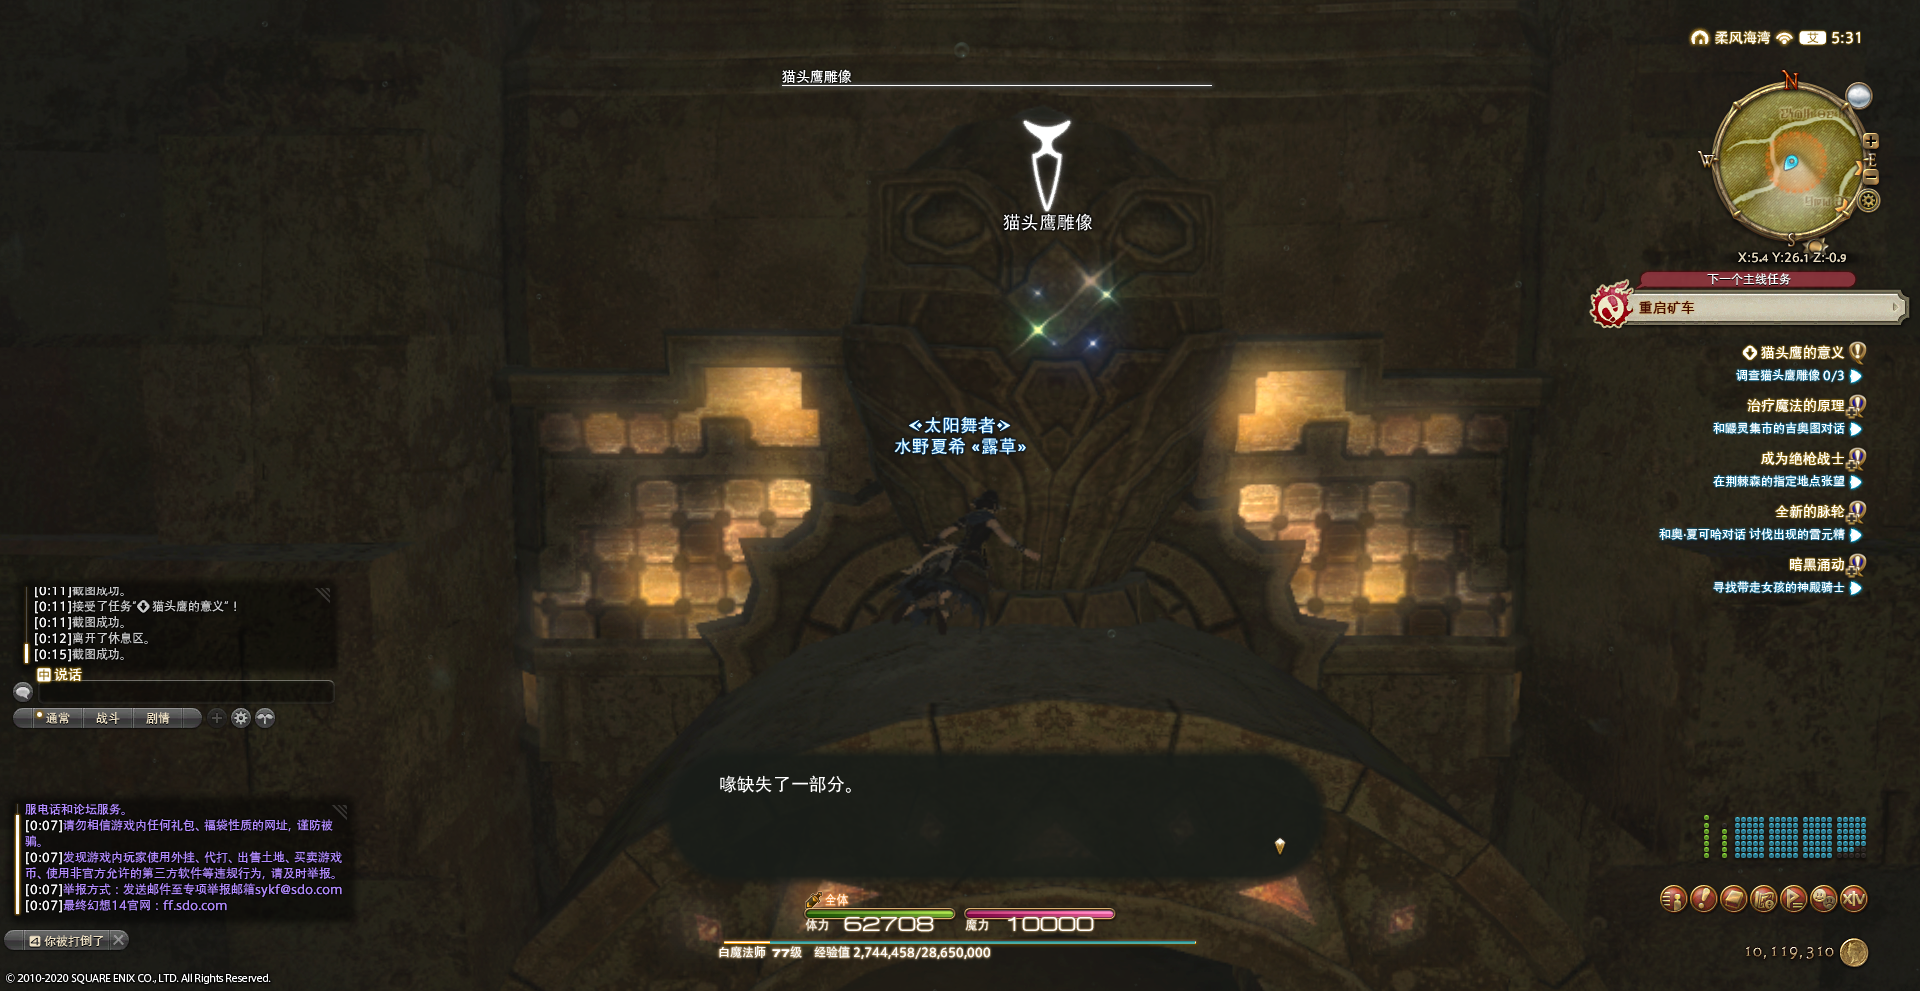 柔风海湾 艾 5:31
猫头鹰雕像
N
猫头鹰雕像
W
E
S
X:5.4 Y:26.1 Z:-0.9
下一个主线任务
重启矿车
猫头鹰的意义
调查猫头鹰雕像 0/3
治疗魔法的原理
和鼹灵集市的吉奥图对话
成为绝枪战士
在荆棘森的指定地点张望
全新的脉轮
和奥·夏可哈对话 讨伐出现的雷元精
暗黑涌动
寻找带走女孩的神殿骑士
太阳舞者
水野夏希 «露草»
[0:11]截图成功。
[0:11]接受了任务“猫头鹰的意义”！
[0:11]截图成功。
[0:12]离开了休息区。
[0:15]截图成功。
说话
通常 战斗 剧情
喙缺失了一部分。
服电话和论坛服务。
[0:07]请勿相信游戏内任何礼包、福袋性质的网址，谨防被
骗。
[0:07]发现游戏内玩家使用外挂、代打、出售土地、买卖游戏
币、使用非官方允许的第三方软件等违规行为，请及时举报。
[0:07]举报方式：发送邮件至专项举报邮箱sykf@sdo.com
[0:07]最终幻想14官网：ff.sdo.com
你被打倒了
全体
体力 62708 魔力 10000
白魔法师 77级 经验值 2,744,458/28,650,000
XIV
10,119,310
© 2010-2020 SQUARE ENIX CO., LTD. All Rights Reserved.